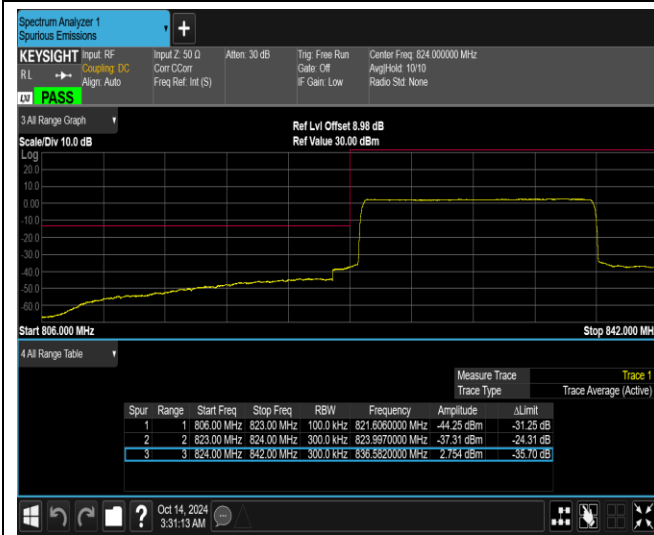 Spectrum Analyzer 1
Spurious Emissions
+
KEYSIGHT Input: RF Input Z: 50 Ω Atten: 30 dB Trig: Free Run Center Freq: 824.000000 MHz
RL Coupling: DC Corr CCorr Gate: Off Avg|Hold: 10/10
Align: Auto Freq Ref: Int (S) IF Gain: Low Radio Std: None
LXI PASS
3 All Range Graph
Ref Lvl Offset 8.98 dB
Scale/Div 10.0 dB Ref Value 30.00 dBm
Log
20.0
10.0
0.00
-10.0
-20.0
-30.0
-40.0
-50.0
-60.0
Start 806.000 MHz Stop 842.000 MH
4 All Range Table
Measure Trace Trace 1
Trace Type Trace Average (Active)
Spur Range Start Freq Stop Freq RBW Frequency Amplitude ΔLimit
1 1 806.00 MHz 823.00 MHz 100.0 kHz 821.6060000 MHz -44.25 dBm -31.25 dB
2 2 823.00 MHz 824.00 MHz 300.0 kHz 823.9970000 MHz -37.31 dBm -24.31 dB
3 3 824.00 MHz 842.00 MHz 300.0 kHz 836.5820000 MHz 2.754 dBm -35.70 dB
? Oct 14, 2024
3:31:13 AM